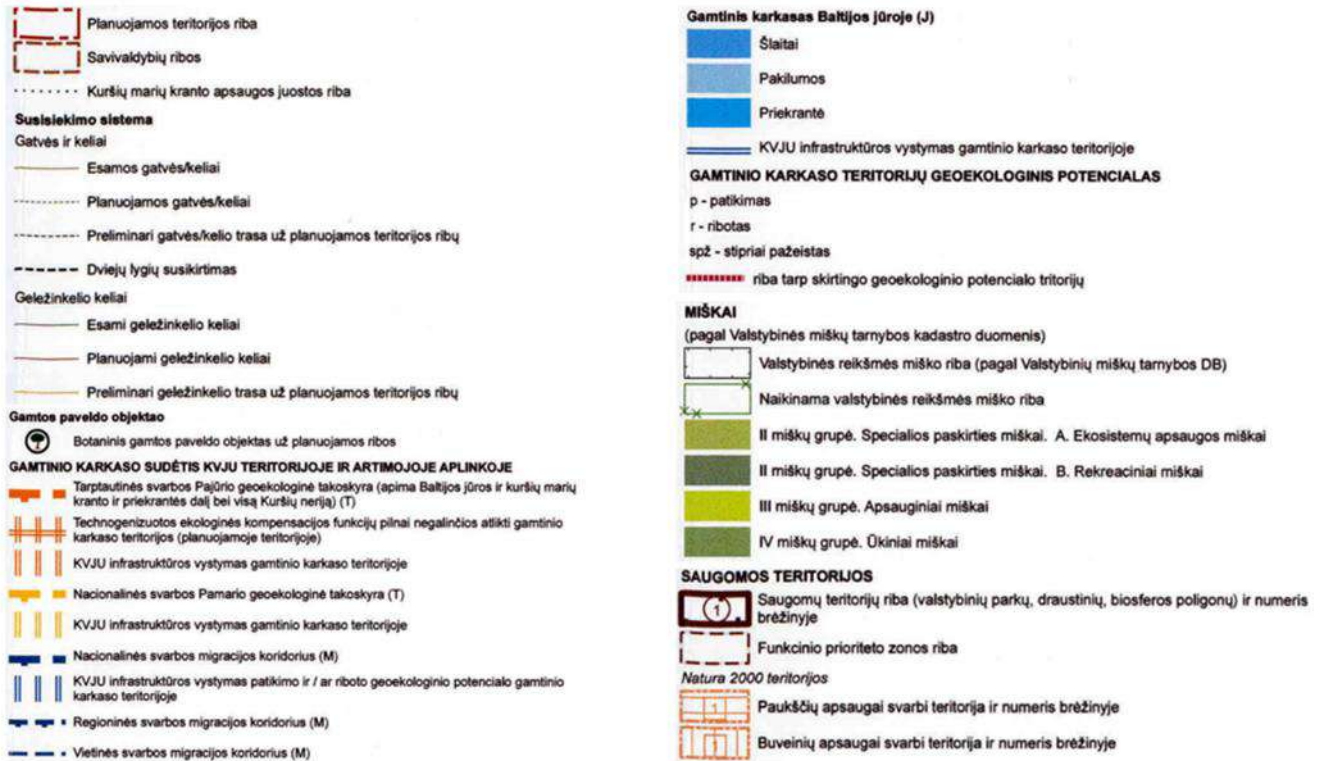 Planuojamos teritorijos riba
Savivaldybių ribos
Kuršių marių kranto apsaugos juostos riba
Susisiekimo sistema
Gatvės ir keliai
Esamos gatvės/keliai
Planuojamos gatvės/keliai
Preliminari gatvės/kelio trasa už planuojamos teritorijos ribų
Dviejų lygių susikirtimas
Geležinkelio keliai
Esami geležinkelio keliai
Planuojami geležinkelio keliai
Preliminari geležinkelio trasa už planuojamos teritorijos ribų
Gamtos paveldo objektao
Botaninis gamtos paveldo objektas už planuojamos ribos
GAMTINIO KARKASO SUDĖTIS KVJU TERITORIJOJE IR ARTIMOJOJE APLINKOJE
Tarptautinės svarbos Pajūrio geoekologinė takoskyra (apima Baltijos jūros ir kuršių marių
kranto ir priekrantės dalį bei visą Kuršių neriją) (T)
Technogenizuotos ekologinės kompensacijos funkcijų pilnai negalinčios atlikti gamtinio
karkaso teritorijos (planuojamoje teritorijoje)
KVJU infrastruktūros vystymas gamtinio karkaso teritorijoje
Nacionalinės svarbos Pamario geoekologinė takoskyra (T)
KVJU infrastruktūros vystymas gamtinio karkaso teritorijoje
Nacionalinės svarbos migracijos koridorius (M)
KVJU infrastruktūros vystymas patikimo ir / ar riboto geoekologinio potencialo gamtinio
karkaso teritorijoje
Regioninės svarbos migracijos koridorius (M)
Vietinės svarbos migracijos koridorius (M)
Gamtinis karkasas Baltijos jūroje (J)
Šlaitai
Pakilumos
Priekrantė
KVJU infrastruktūros vystymas gamtinio karkaso teritorijoje
GAMTINIO KARKASO TERITORIJŲ GEOEKOLOGINIS POTENCIALAS
p - patikimas
r - ribotas
spž - stipriai pažeistas
riba tarp skirtingo geoekologinio potencialo tritorijų
MIŠKAI
(pagal Valstybinės miškų tarnybos kadastro duomenis)
Valstybinės reikšmės miško riba (pagal Valstybinių miškų tarnybos DB)
Naikinama valstybinės reikšmės miško riba
II miškų grupė. Specialios paskirties miškai. A. Ekosistemų apsaugos miškai
II miškų grupė. Specialios paskirties miškai. B. Rekreaciniai miškai
III miškų grupė. Apsauginiai miškai
IV miškų grupė. Ūkiniai miškai
SAUGOMOS TERITORIJOS
1 Saugomų teritorijų riba (valstybinių parkų, draustinių, biosferos poligonų) ir numeris
brėžinyje
Funkcinio prioriteto zonos riba
Natura 2000 teritorijos
1 Paukščių apsaugai svarbi teritorija ir numeris brėžinyje
1 Buveinių apsaugai svarbi teritorija ir numeris brėžinyje